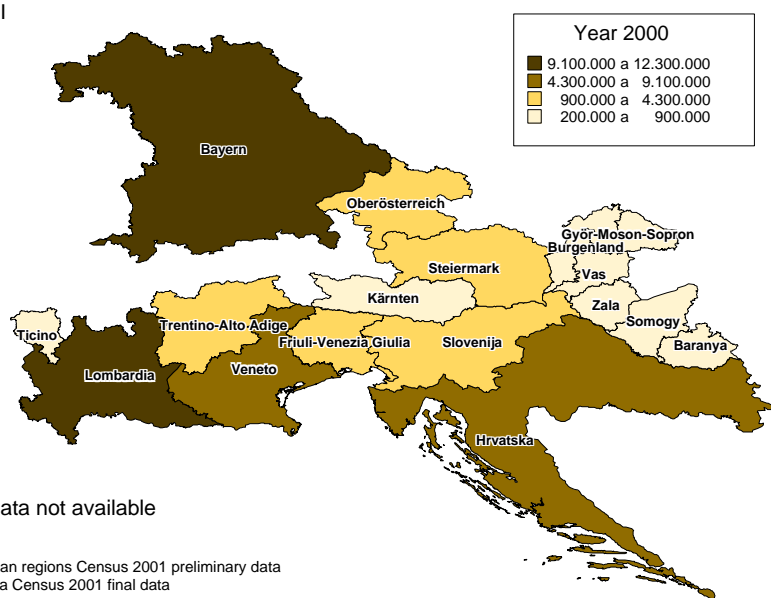 l
Year 2000
9.100.000 a 12.300.000
4.300.000 a 9.100.000
900.000 a 4.300.000
200.000 a 900.000
Bayern
Oberösterreich
Györ-Moson-Sopron
Burgenland
Steiermark
Vas
Kärnten
Zala
Somogy
Trentino-Alto Adige
Ticino
Friuli-Venezia Giulia
Slovenija
Baranya
Veneto
Lombardia
Hrvatska
ata not available
an regions Census 2001 preliminary data
a Census 2001 final data